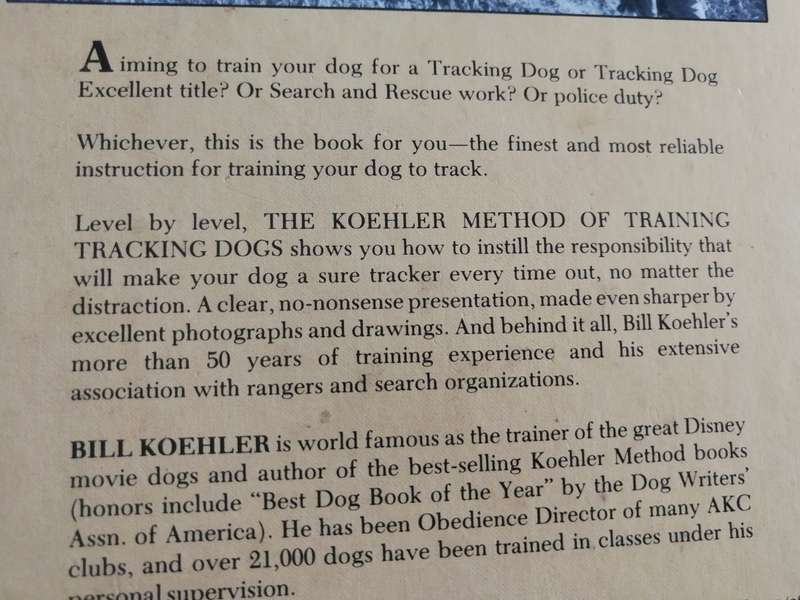 Aiming to train your dog for a Tracking Dog or Tracking Dog
Excellent title? Or Search and Rescue work? Or police duty?
Whichever, this is the book for you—the finest and most reliable
instruction for training your dog to track.
Level by level, THE KOEHLER METHOD OF TRAINING
TRACKING DOGS shows you how to instill the responsibility that
will make your dog a sure tracker every time out, no matter the
distraction. A clear, no-nonsense presentation, made even sharper by
excellent photographs and drawings. And behind it all, Bill Koehler's
more than 50 years of training experience and his extensive
association with rangers and search organizations.
BILL KOEHLER is world famous as the trainer of the great Disney
movie dogs and author of the best-selling Koehler Method books
(honors include “Best Dog Book of the Year” by the Dog Writers'
Assn. of America). He has been Obedience Director of many AKC
clubs, and over 21,000 dogs have been trained in classes under his
personal supervision.